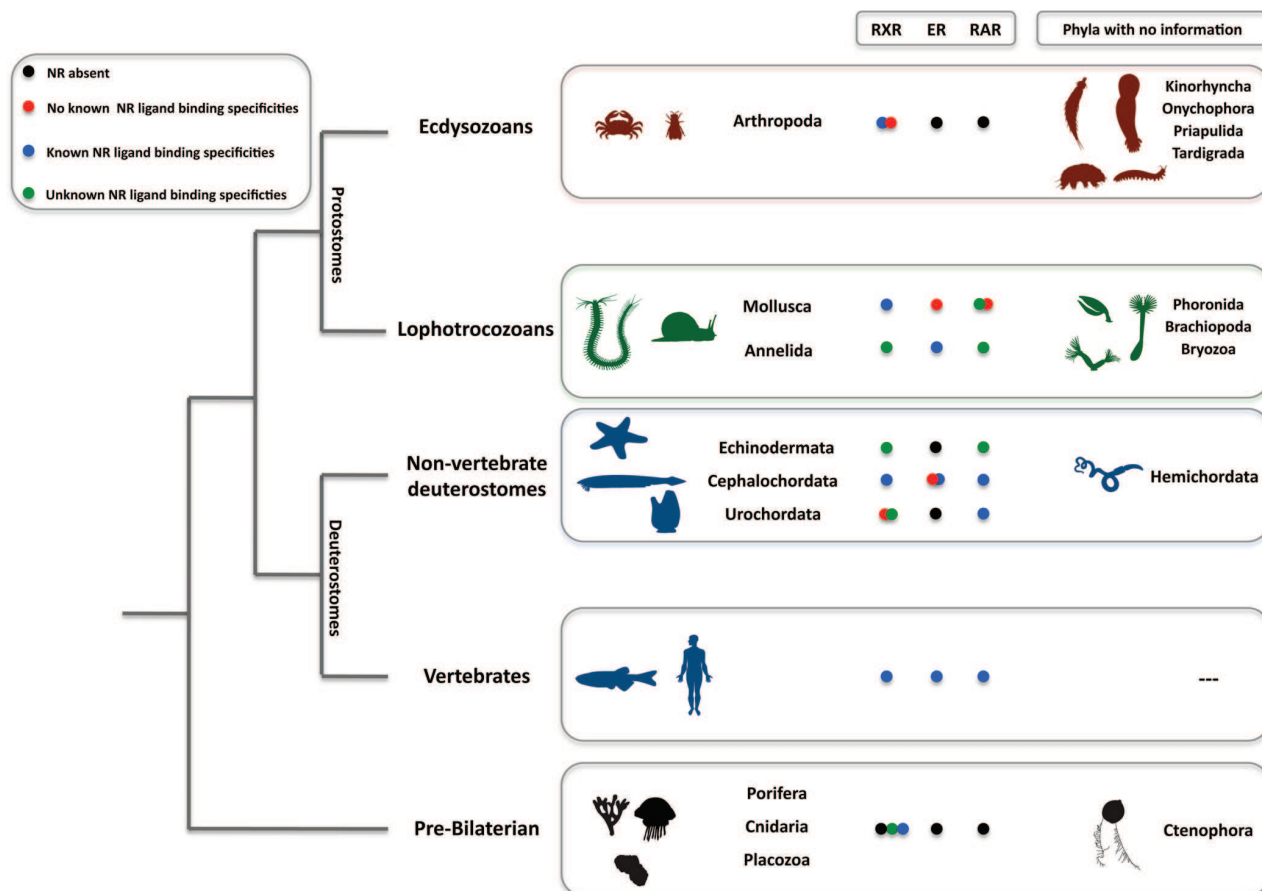 RXR ER RAR
Phyla with no information
NR absent
No known NR ligand binding specificities
Known NR ligand binding specificities
Unknown NR ligand binding specificties
Protostomes
Deuterostomes
Ecdysozoans
Arthropoda
Kinorhyncha
Onychophora
Priapulida
Tardigrada
Lophotrocozoans
Mollusca
Annelida
Phoronida
Brachiopoda
Bryozoa
Non-vertebrate
deuterostomes
Echinodermata
Cephalochordata
Urochordata
Hemichordata
Vertebrates
---
Pre-Bilaterian
Porifera
Cnidaria
Placozoa
Ctenophora